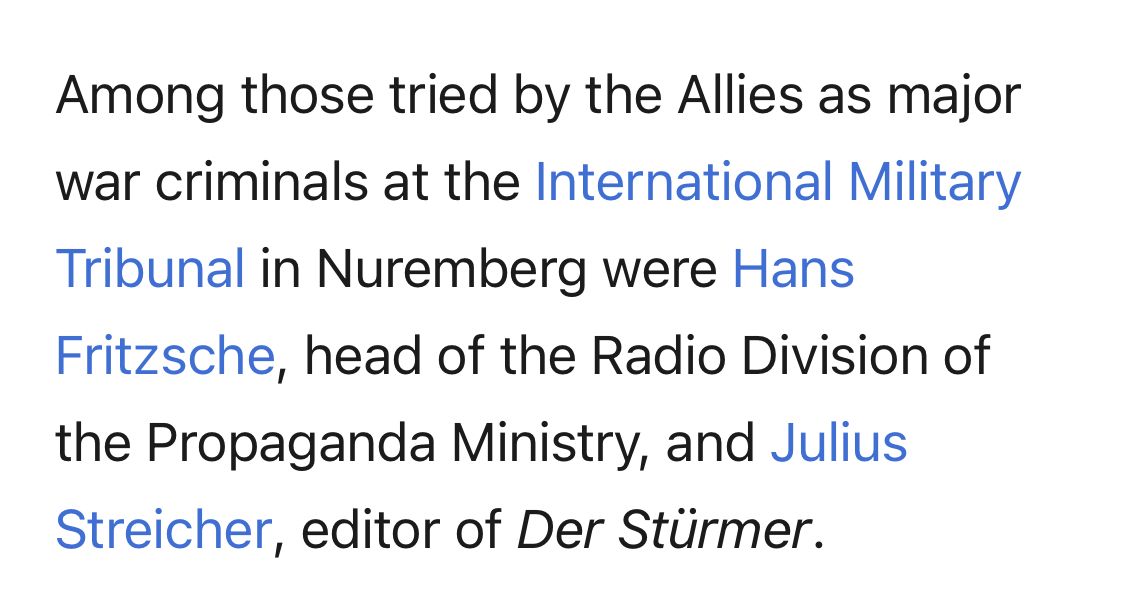 Among those tried by the Allies as major
war criminals at the International Military
Tribunal in Nuremberg were Hans
Fritzsche, head of the Radio Division of
the Propaganda Ministry, and Julius
Streicher, editor of Der Stürmer.